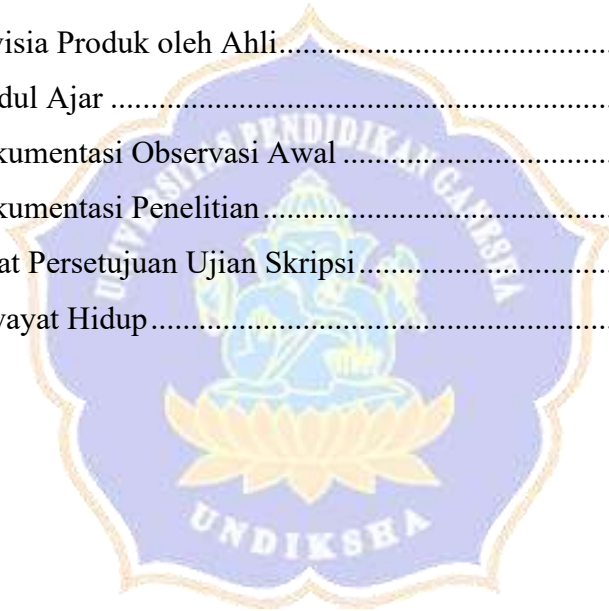 visia Produk oleh Ahli..........................................
dul Ajar ................................................................
kumentasi Observasi Awal ..................................
kumentasi Penelitian............................................
at Persetujuan Ujian Skripsi................................
wayat Hidup.........................................................
UNIVERSITAS PENDIDIKAN GANESHA
UNDIKSHA